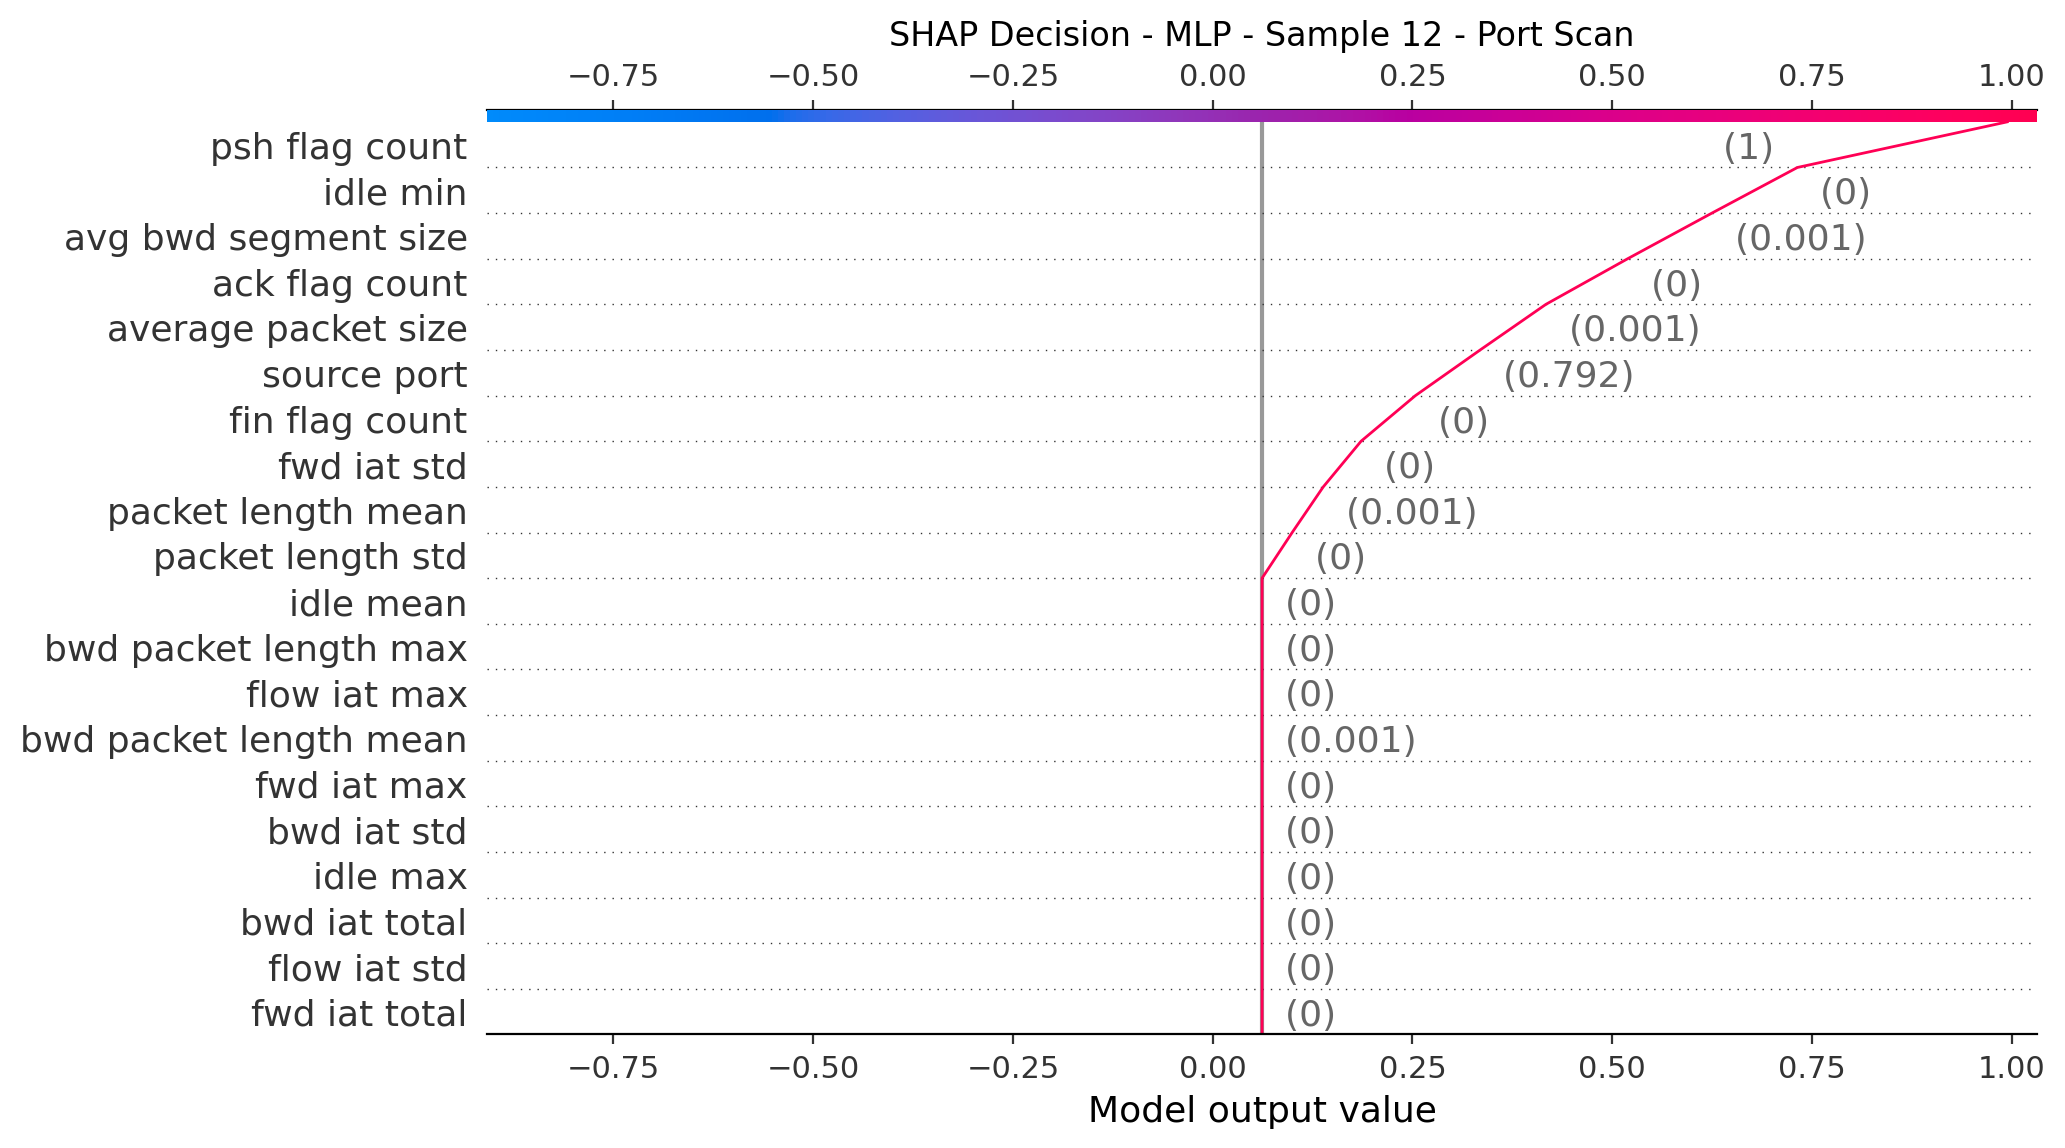 SHAP Decision - MLP - Sample 12 - Port Scan
−0.75 −0.50 −0.25 0.00 0.25 0.50 0.75 1.00
psh flag count (1)
idle min (0)
avg bwd segment size (0.001)
ack flag count (0)
average packet size (0.001)
source port (0.792)
fin flag count (0)
fwd iat std (0)
packet length mean (0.001)
packet length std (0)
idle mean (0)
bwd packet length max (0)
flow iat max (0)
bwd packet length mean (0.001)
fwd iat max (0)
bwd iat std (0)
idle max (0)
bwd iat total (0)
flow iat std (0)
fwd iat total (0)
−0.75 −0.50 −0.25 0.00 0.25 0.50 0.75 1.00
Model output value